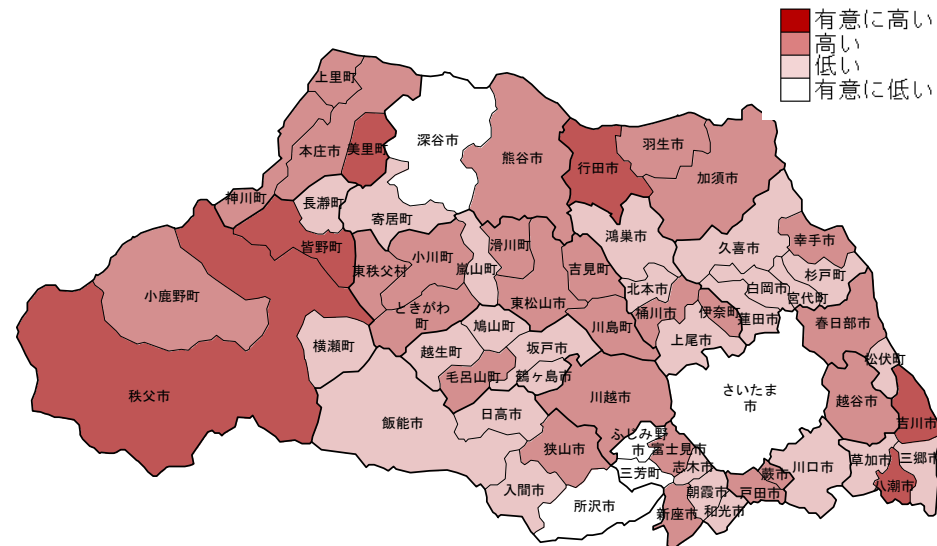 有意に高い
高い
低い
有意に低い
上里町
本庄市
美里町
深谷市
熊谷市
行田市
羽生市
加須市
神川町
長瀞町
寄居町
皆野町
鴻巣市
久喜市
幸手市
小鹿野町
東秩父村
小川町
嵐山町
滑川町
吉見町
北本市
白岡市
杉戸町
宮代町
ときがわ
町
東松山市
川島町
桶川市
伊奈町
蓮田市
春日部市
横瀬町
越生町
鳩山町
坂戸市
上尾市
松伏町
秩父市
毛呂山町
鶴ヶ島市
川越市
さいたま
市
越谷市
吉川市
飯能市
日高市
狭山市
ふじみ野
市
富士見市
三芳町
志木市
蕨市
戸田市
川口市
草加市
三郷市
八潮市
入間市
所沢市
新座市
朝霞市
和光市